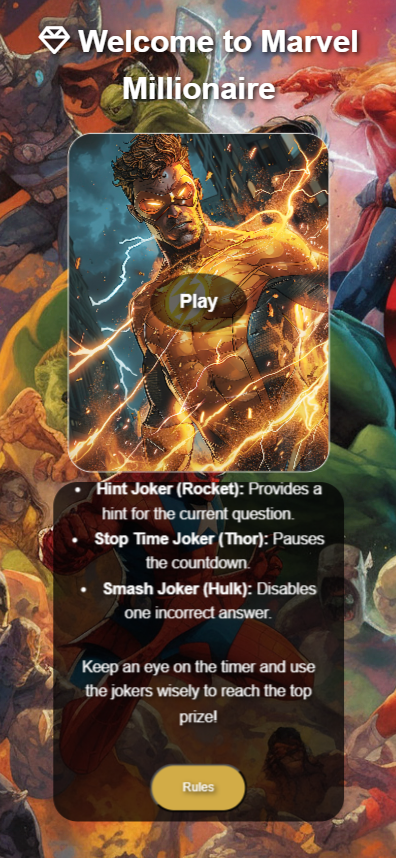 Welcome to Marvel
Millionaire
Play
• Hint Joker (Rocket): Provides a
hint for the current question.
• Stop Time Joker (Thor): Pauses
the countdown.
• Smash Joker (Hulk): Disables
one incorrect answer.
Keep an eye on the timer and use
the jokers wisely to reach the top
prize!
Rules